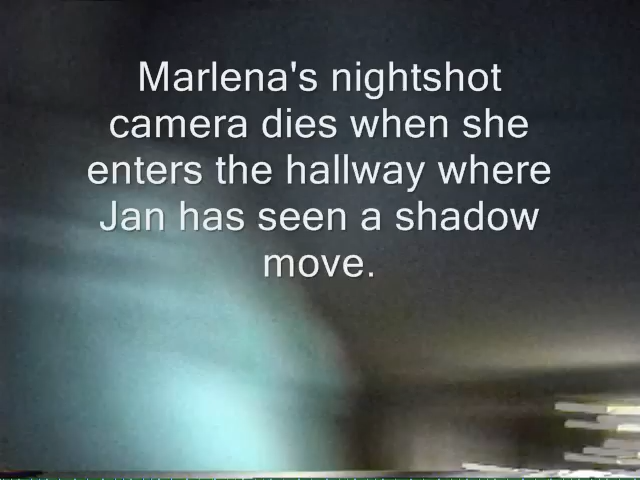 Marlena's nightshot
camera dies when she
enters the hallway where
Jan has seen a shadow
move.